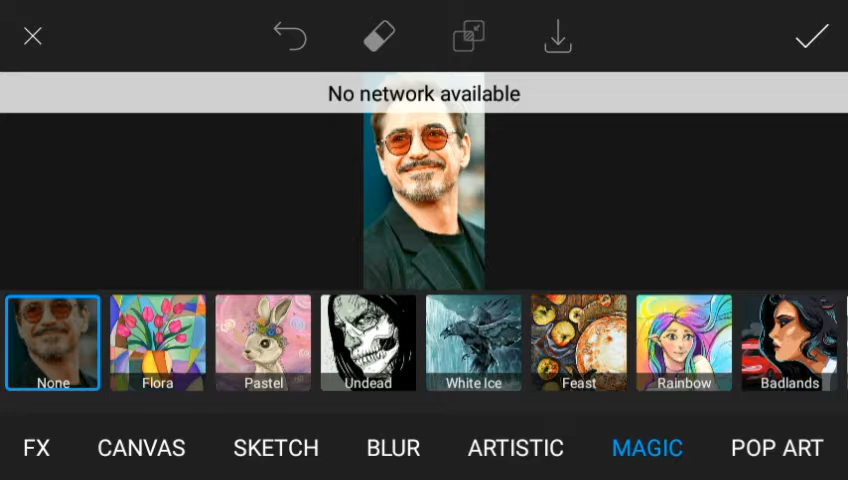 No network available
None Flora Pastel Undead White Ice Feast Rainbow Badlands
FX CANVAS SKETCH BLUR ARTISTIC MAGIC POP ART